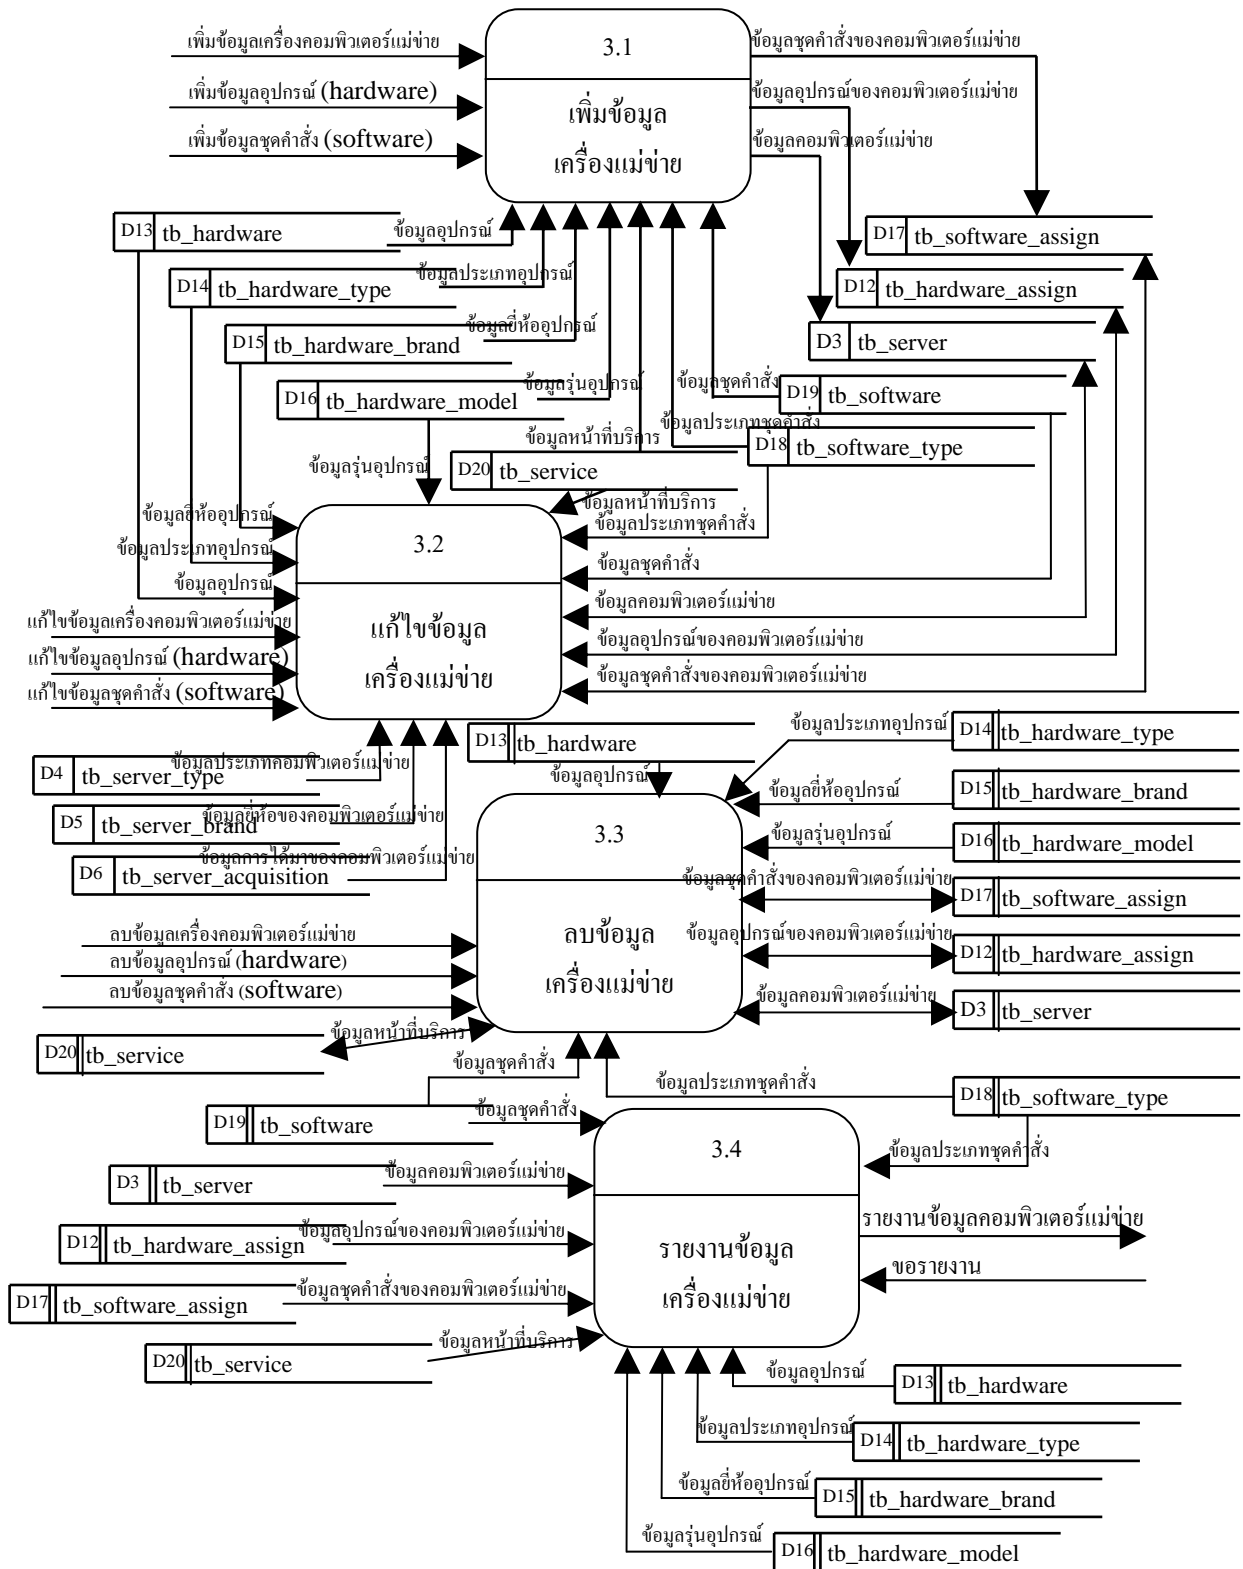 3.1
เพิ่มข้อมูล
เครื่องแม่ข่าย
เพิ่มข้อมูลเครื่องคอมพิวเตอร์แม่ข่าย
เพิ่มข้อมูลอุปกรณ์ (hardware)
เพิ่มข้อมูลชุดคำสั่ง (software)
ข้อมูลชุดคำสั่งของคอมพิวเตอร์แม่ข่าย
ข้อมูลอุปกรณ์ของคอมพิวเตอร์แม่ข่าย
ข้อมูลคอมพิวเตอร์แม่ข่าย
D13 tb_hardware
ข้อมูลอุปกรณ์
D17 tb_software_assign
D14 tb_hardware_type
ข้อมูลประเภทอุปกรณ์
D12 tb_hardware_assign
D15 tb_hardware_brand
ข้อมูลยี่ห้ออุปกรณ์
D3 tb_server
D16 tb_hardware_model
ข้อมูลรุ่นอุปกรณ์
ข้อมูลชุดคำสั่ง
D19 tb_software
ข้อมูลประเภทชุดคำสั่ง
D18 tb_software_type
ข้อมูลหน้าที่บริการ
D20 tb_service
ข้อมูลรุ่นอุปกรณ์
ข้อมูลหน้าที่บริการ
3.2
แก้ไขข้อมูล
เครื่องแม่ข่าย
ข้อมูลยี่ห้ออุปกรณ์
ข้อมูลประเภทอุปกรณ์
ข้อมูลอุปกรณ์
แก้ไขข้อมูลเครื่องคอมพิวเตอร์แม่ข่าย
แก้ไขข้อมูลอุปกรณ์ (hardware)
แก้ไขข้อมูลชุดคำสั่ง (software)
ข้อมูลประเภทชุดคำสั่ง
ข้อมูลชุดคำสั่ง
ข้อมูลคอมพิวเตอร์แม่ข่าย
ข้อมูลอุปกรณ์ของคอมพิวเตอร์แม่ข่าย
ข้อมูลชุดคำสั่งของคอมพิวเตอร์แม่ข่าย
D4 tb_server_type
ข้อมูลประเภทคอมพิวเตอร์แม่ข่าย
D5 tb_server_brand
ข้อมูลยี่ห้อของคอมพิวเตอร์แม่ข่าย
D6 tb_server_acquisition
ข้อมูลการได้มาของคอมพิวเตอร์แม่ข่าย
D13 tb_hardware
ข้อมูลอุปกรณ์
3.3
ลบข้อมูล
เครื่องแม่ข่าย
ข้อมูลประเภทอุปกรณ์
D14 tb_hardware_type
ข้อมูลยี่ห้ออุปกรณ์
D15 tb_hardware_brand
ข้อมูลรุ่นอุปกรณ์
D16 tb_hardware_model
ข้อมูลชุดคำสั่งของคอมพิวเตอร์แม่ข่าย
D17 tb_software_assign
ข้อมูลอุปกรณ์ของคอมพิวเตอร์แม่ข่าย
D12 tb_hardware_assign
ข้อมูลคอมพิวเตอร์แม่ข่าย
D3 tb_server
ลบข้อมูลเครื่องคอมพิวเตอร์แม่ข่าย
ลบข้อมูลอุปกรณ์ (hardware)
ลบข้อมูลชุดคำสั่ง (software)
D20 tb_service
ข้อมูลหน้าที่บริการ
ข้อมูลชุดคำสั่ง
D19 tb_software
ข้อมูลประเภทชุดคำสั่ง
D18 tb_software_type
ข้อมูลชุดคำสั่ง
3.4
รายงานข้อมูล
เครื่องแม่ข่าย
ข้อมูลประเภทชุดคำสั่ง
D3 tb_server
ข้อมูลคอมพิวเตอร์แม่ข่าย
รายงานข้อมูลคอมพิวเตอร์แม่ข่าย
D12 tb_hardware_assign
ข้อมูลอุปกรณ์ของคอมพิวเตอร์แม่ข่าย
ขอรายงาน
D17 tb_software_assign
ข้อมูลชุดคำสั่งของคอมพิวเตอร์แม่ข่าย
D20 tb_service
ข้อมูลหน้าที่บริการ
ข้อมูลอุปกรณ์
D13 tb_hardware
ข้อมูลประเภทอุปกรณ์
D14 tb_hardware_type
ข้อมูลยี่ห้ออุปกรณ์
D15 tb_hardware_brand
ข้อมูลรุ่นอุปกรณ์
D16 tb_hardware_model